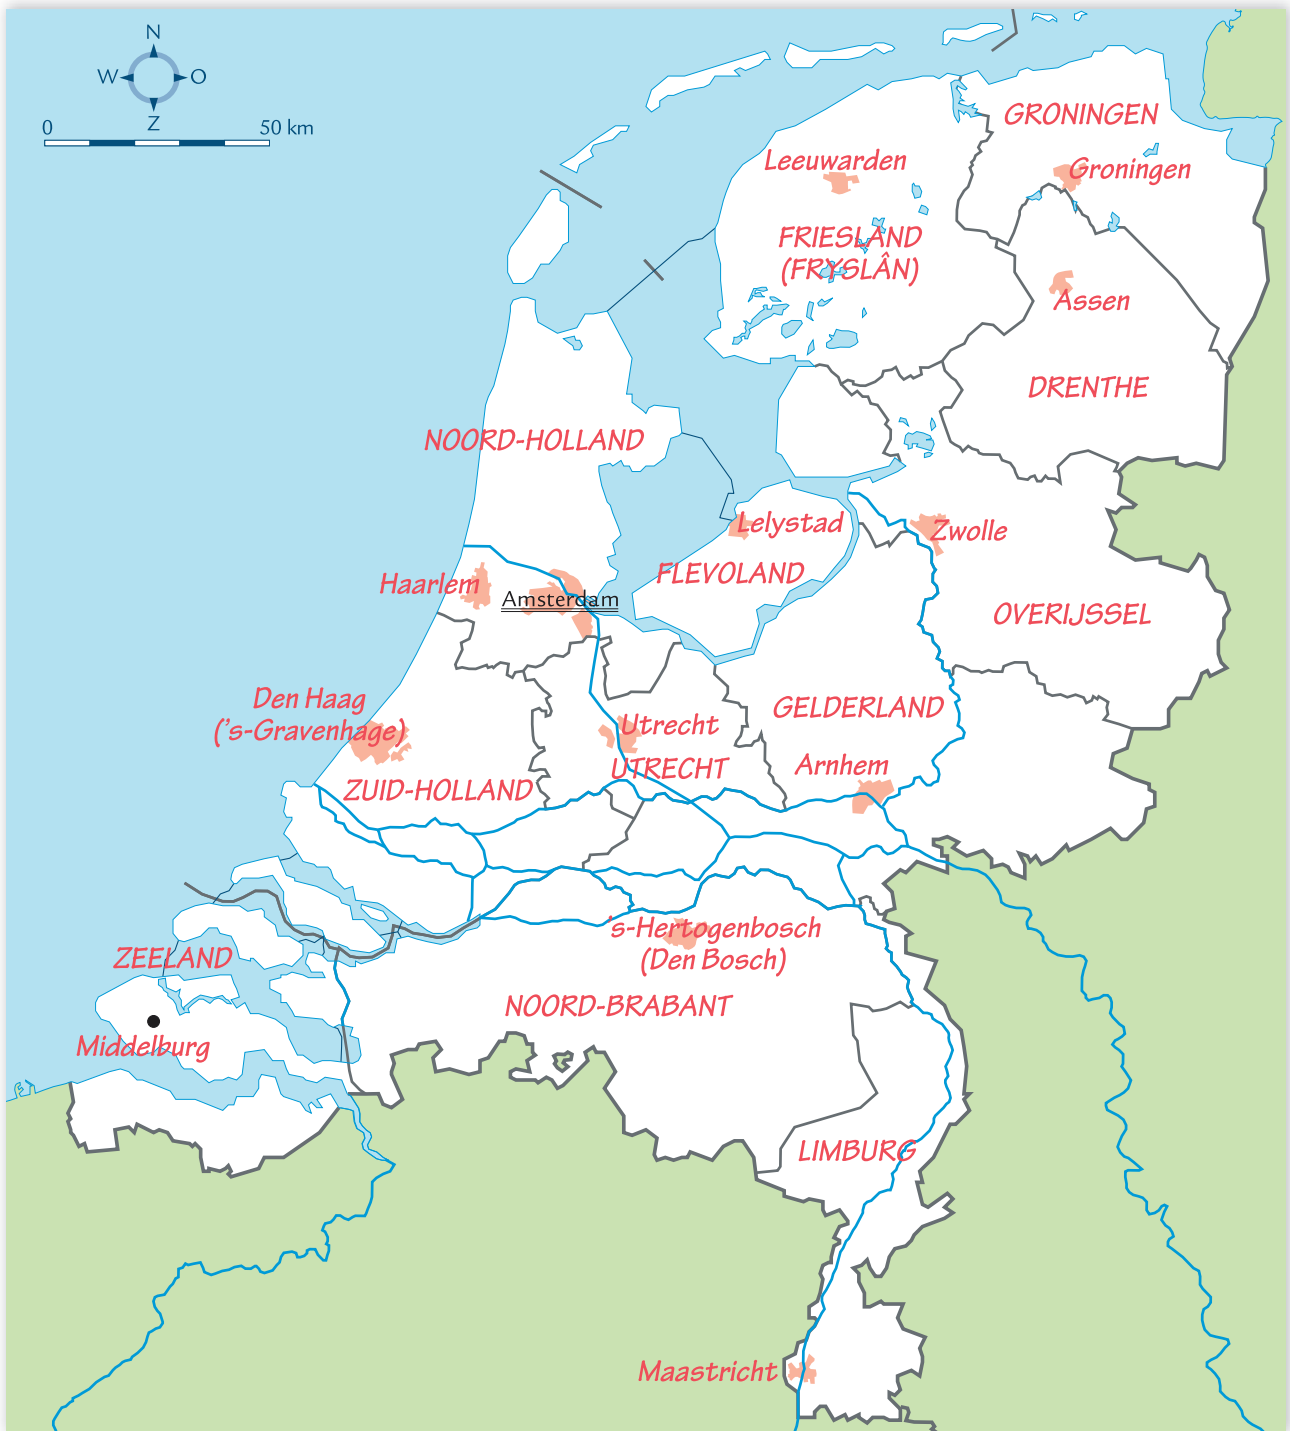 N
W O
Z
0 50 km
GRONINGEN
Groningen
Leeuwarden
FRIESLAND
(FRYSLÂN)
Assen
DRENTHE
NOORD-HOLLAND
Lelystad
Zwolle
FLEVOLAND
Haarlem
Amsterdam
OVERIJSSEL
Den Haag
('s-Gravenhage)
GELDERLAND
Utrecht
UTRECHT
Arnhem
ZUID-HOLLAND
's-Hertogenbosch
(Den Bosch)
ZEELAND
NOORD-BRABANT
Middelburg
LIMBURG
Maastricht